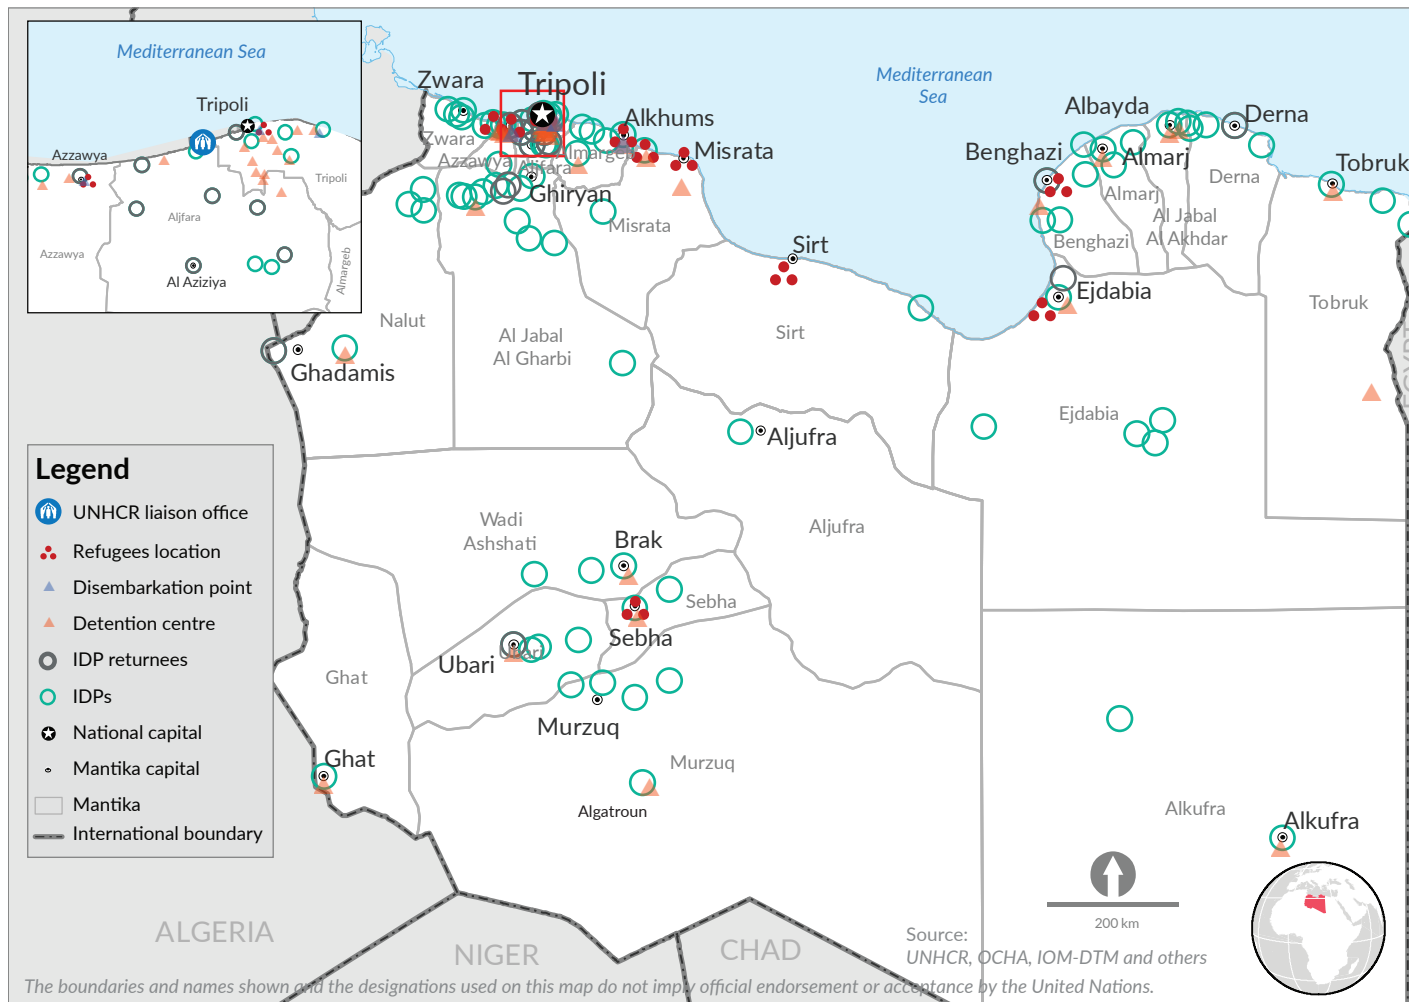 Mediterranean Sea
Tripoli
Azzawya
Tripoli
Aljfara
Azzawya
Almargeb
Al Aziziya
Mediterranean
Sea
Zwara
Tripoli
Alkhums
Misrata
Zwara
Azzawya
Almargeb
Aljfara
Ghiryan
Misrata
Albayda
Derna
Benghazi
Almarj
Tobruk
Almarj
Derna
Al Jabal
Al Akhdar
Benghazi
Sirt
Ejdabia
Tobruk
EGYPT
Nalut
Al Jabal
Al Gharbi
Sirt
Ghadamis
Ejdabia
Aljufra
Legend
UNHCR liaison office
Refugees location
Disembarkation point
Detention centre
IDP returnees
IDPs
National capital
Mantika capital
Mantika
International boundary
Wadi
Ashshati
Brak
Aljufra
Sebha
Sebha
Ubari
Ubari
Ghat
Murzuq
Ghat
Murzuq
Algatroun
Alkufra
Alkufra
200 km
ALGERIA
NIGER
CHAD
Source:
UNHCR, OCHA, IOM-DTM and others
The boundaries and names shown and the designations used on this map do not imply official endorsement or acceptance by the United Nations.